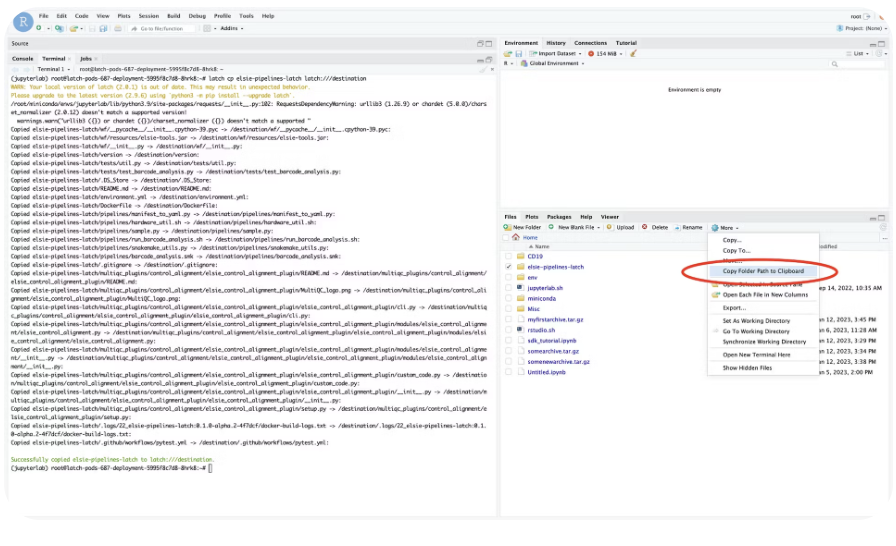 R
File Edit Code View Plots Session Build Debug Profile Tools Help
root
Go to file/function
Addins
Project: (None)
Source
Console Terminal Jobs
Terminal 1 root@latch-pods-687-deployment-5995f8c7d8-8hrk8: ~
(jupyterlab) root@latch-pods-687-deployment-5995f8c7d8-8hrk8:~# latch cp elsie-pipelines-latch latch:///destination
WARN: Your local version of latch (2.0.1) is out of date. This may result in unexpected behavior.
Please upgrade to the latest version (2.9.6) using `python3 -m pip install --upgrade latch`.
/root/miniconda/envs/jupyterlab/lib/python3.9/site-packages/requests/__init__.py:102: RequestsDependencyWarning: urllib3 (1.26.9) or chardet (5.0.0)/chars
et_normalizer (2.0.12) doesn't match a supported version!
warnings.warn("urllib3 ({}) or chardet ({})/charset_normalizer ({}) doesn't match a supported "
Copied elsie-pipelines-latch/wf/__pycache__/__init__.cpython-39.pyc -> /destination/wf/__pycache__/__init__.cpython-39.pyc:
Copied elsie-pipelines-latch/wf/resources/elsie-tools.jar -> /destination/wf/resources/elsie-tools.jar:
Copied elsie-pipelines-latch/wf/__init__.py -> /destination/wf/__init__.py:
Copied elsie-pipelines-latch/version -> /destination/version:
Copied elsie-pipelines-latch/tests/util.py -> /destination/tests/util.py:
Copied elsie-pipelines-latch/tests/test_barcode_analysis.py -> /destination/tests/test_barcode_analysis.py:
Copied elsie-pipelines-latch/.DS_Store -> /destination/.DS_Store:
Copied elsie-pipelines-latch/README.md -> /destination/README.md:
Copied elsie-pipelines-latch/environment.yml -> /destination/environment.yml:
Copied elsie-pipelines-latch/Dockerfile -> /destination/Dockerfile:
Copied elsie-pipelines-latch/pipelines/manifest_to_yaml.py -> /destination/pipelines/manifest_to_yaml.py:
Copied elsie-pipelines-latch/pipelines/hardware_util.sh -> /destination/pipelines/hardware_util.sh:
Copied elsie-pipelines-latch/pipelines/sample.py -> /destination/pipelines/sample.py:
Copied elsie-pipelines-latch/pipelines/run_barcode_analysis.sh -> /destination/pipelines/run_barcode_analysis.sh:
Copied elsie-pipelines-latch/pipelines/snakemake_utils.py -> /destination/pipelines/snakemake_utils.py:
Copied elsie-pipelines-latch/pipelines/barcode_analysis.smk -> /destination/pipelines/barcode_analysis.smk:
Copied elsie-pipelines-latch/.gitignore -> /destination/.gitignore:
Copied elsie-pipelines-latch/multiqc_plugins/control_alignment/elsie_control_alignment_plugin/README.md -> /destination/multiqc_plugins/control_alignment/
elsie_control_alignment_plugin/README.md:
Copied elsie-pipelines-latch/multiqc_plugins/control_alignment/elsie_control_alignment_plugin/MultiQC_logo.png -> /destination/multiqc_plugins/control_ali
gnment/elsie_control_alignment_plugin/MultiQC_logo.png:
Copied elsie-pipelines-latch/multiqc_plugins/control_alignment/elsie_control_alignment_plugin/elsie_control_alignment_plugin/cli.py -> /destination/multiq
c_plugins/control_alignment/elsie_control_alignment_plugin/elsie_control_alignment_plugin/cli.py:
Copied elsie-pipelines-latch/multiqc_plugins/control_alignment/elsie_control_alignment_plugin/elsie_control_alignment_plugin/modules/elsie_control_alignme
nt/elsie_control_alignment.py -> /destination/multiqc_plugins/control_alignment/elsie_control_alignment_plugin/elsie_control_alignment_plugin/modules/elsi
e_control_alignment/elsie_control_alignment.py:
Copied elsie-pipelines-latch/multiqc_plugins/control_alignment/elsie_control_alignment_plugin/elsie_control_alignment_plugin/modules/elsie_control_alignme
nt/__init__.py -> /destination/multiqc_plugins/control_alignment/elsie_control_alignment_plugin/elsie_control_alignment_plugin/modules/elsie_control_align
ment/__init__.py:
Copied elsie-pipelines-latch/multiqc_plugins/control_alignment/elsie_control_alignment_plugin/elsie_control_alignment_plugin/custom_code.py -> /destinatio
n/multiqc_plugins/control_alignment/elsie_control_alignment_plugin/elsie_control_alignment_plugin/custom_code.py:
Copied elsie-pipelines-latch/multiqc_plugins/control_alignment/elsie_control_alignment_plugin/elsie_control_alignment_plugin/__init__.py -> /destination/m
ultiqc_plugins/control_alignment/elsie_control_alignment_plugin/elsie_control_alignment_plugin/__init__.py:
Copied elsie-pipelines-latch/multiqc_plugins/control_alignment/elsie_control_alignment_plugin/setup.py -> /destination/multiqc_plugins/control_alignment/e
lsie_control_alignment_plugin/setup.py:
Copied elsie-pipelines-latch/.logs/22_elsie-pipelines-latch:0.1.0-alpha.2-4f7dcf/docker-build-logs.txt -> /destination/.logs/22_elsie-pipelines-latch:0.1.
0-alpha.2-4f7dcf/docker-build-logs.txt:
Copied elsie-pipelines-latch/.github/workflows/pytest.yml -> /destination/.github/workflows/pytest.yml:
Successfully copied elsie-pipelines-latch to latch:///destination.
(jupyterlab) root@latch-pods-687-deployment-5995f8c7d8-8hrk8:~#
Environment History Connections Tutorial
Import Dataset 154 MiB List
R Global Environment
Environment is empty
Files Plots Packages Help Viewer
New Folder New Blank File Upload Delete Rename More
Home
Name
CD19
elsie-pipelines-latch
env
jupyterlab.sh ep 14, 2022, 10:35 AM
miniconda
Misc
myfirstarchive.tar.gz an 12, 2023, 3:45 PM
rstudio.sh an 6, 2023, 11:28 AM
sdk_tutorial.ipynb an 12, 2023, 3:29 PM
somearchive.tar.gz an 12, 2023, 3:34 PM
somenewarchive.tar.gz an 12, 2023, 3:38 PM
Untitled.ipynb an 5, 2023, 2:00 PM
Copy...
Copy To...
Move...
Copy Folder Path to Clipboard
Open Each File in New Columns
Export...
Set As Working Directory
Go To Working Directory
Synchronize Working Directory
Open New Terminal Here
Show Hidden Files